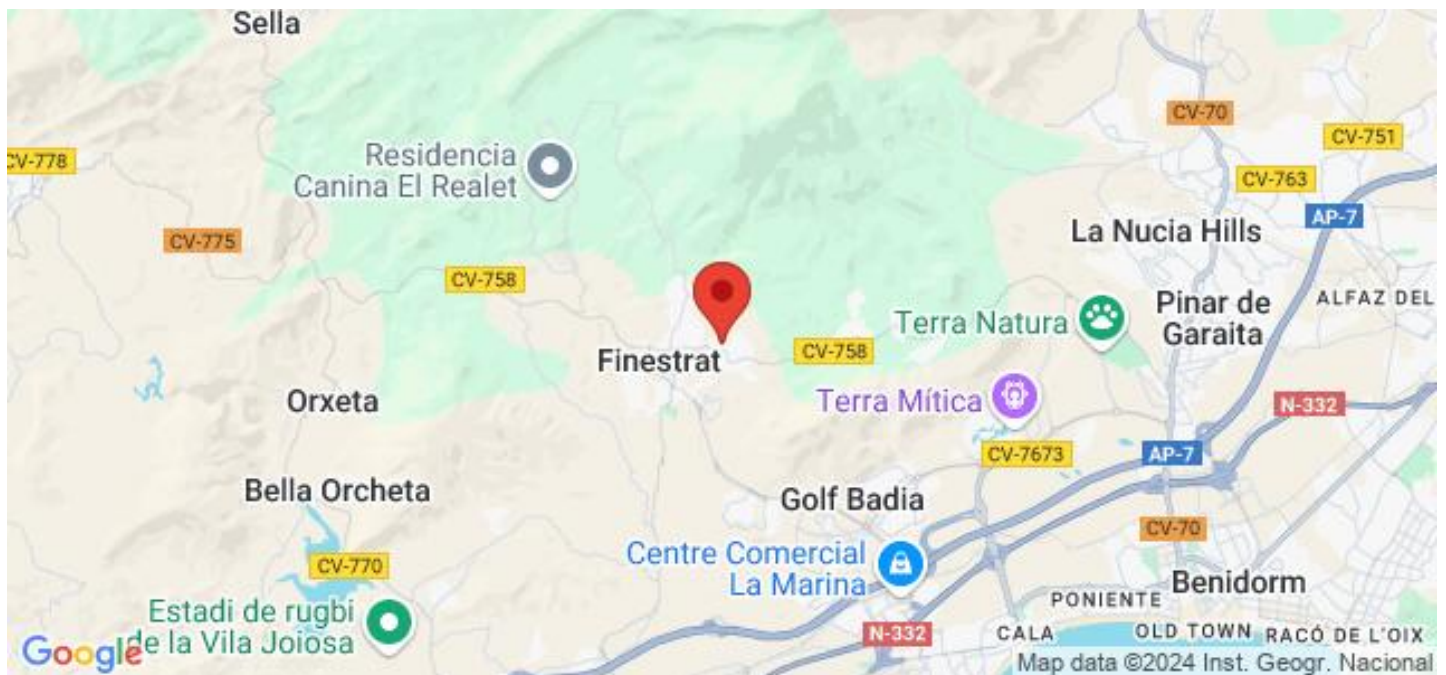 Sella
CV-70
CV-751
CV-778
Residencia
Canina El Realet
CV-763
AP-7
CV-775
La Nucia Hills
CV-758
Terra Natura
Pinar de
Garaita
ALFAZ DEL
Finestrat
CV-758
Orxeta
Terra Mítica
N-332
CV-7673
AP-7
Bella Orcheta
Golf Badia
CV-70
Centre Comercial
La Marina
CV-770
Benidorm
PONIENTE
Estadi de rugbi
de la Vila Joiosa
N-332
CALA
OLD TOWN
RACÓ DE L'OIX
Google
Map data ©2024 Inst. Geogr. Nacional